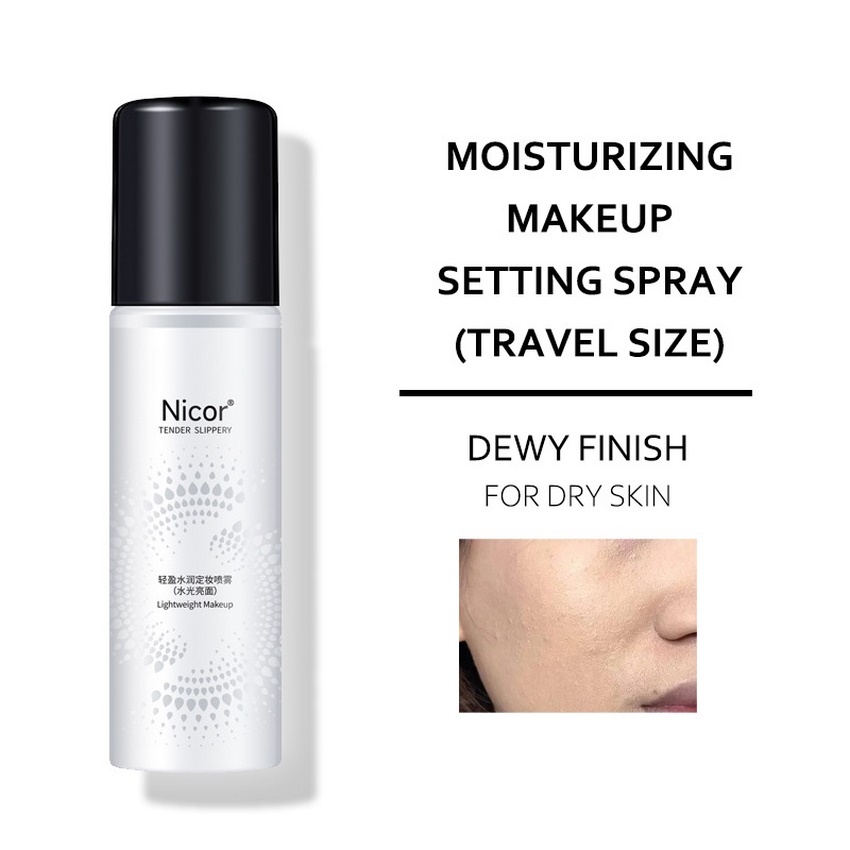 Nicor®
TENDER SLIPPERY
轻盈水润定妆喷雾
(水光亮面)
Lightweight Makeup
MOISTURIZING
MAKEUP
SETTING SPRAY
(TRAVEL SIZE)
DEWY FINISH
FOR DRY SKIN